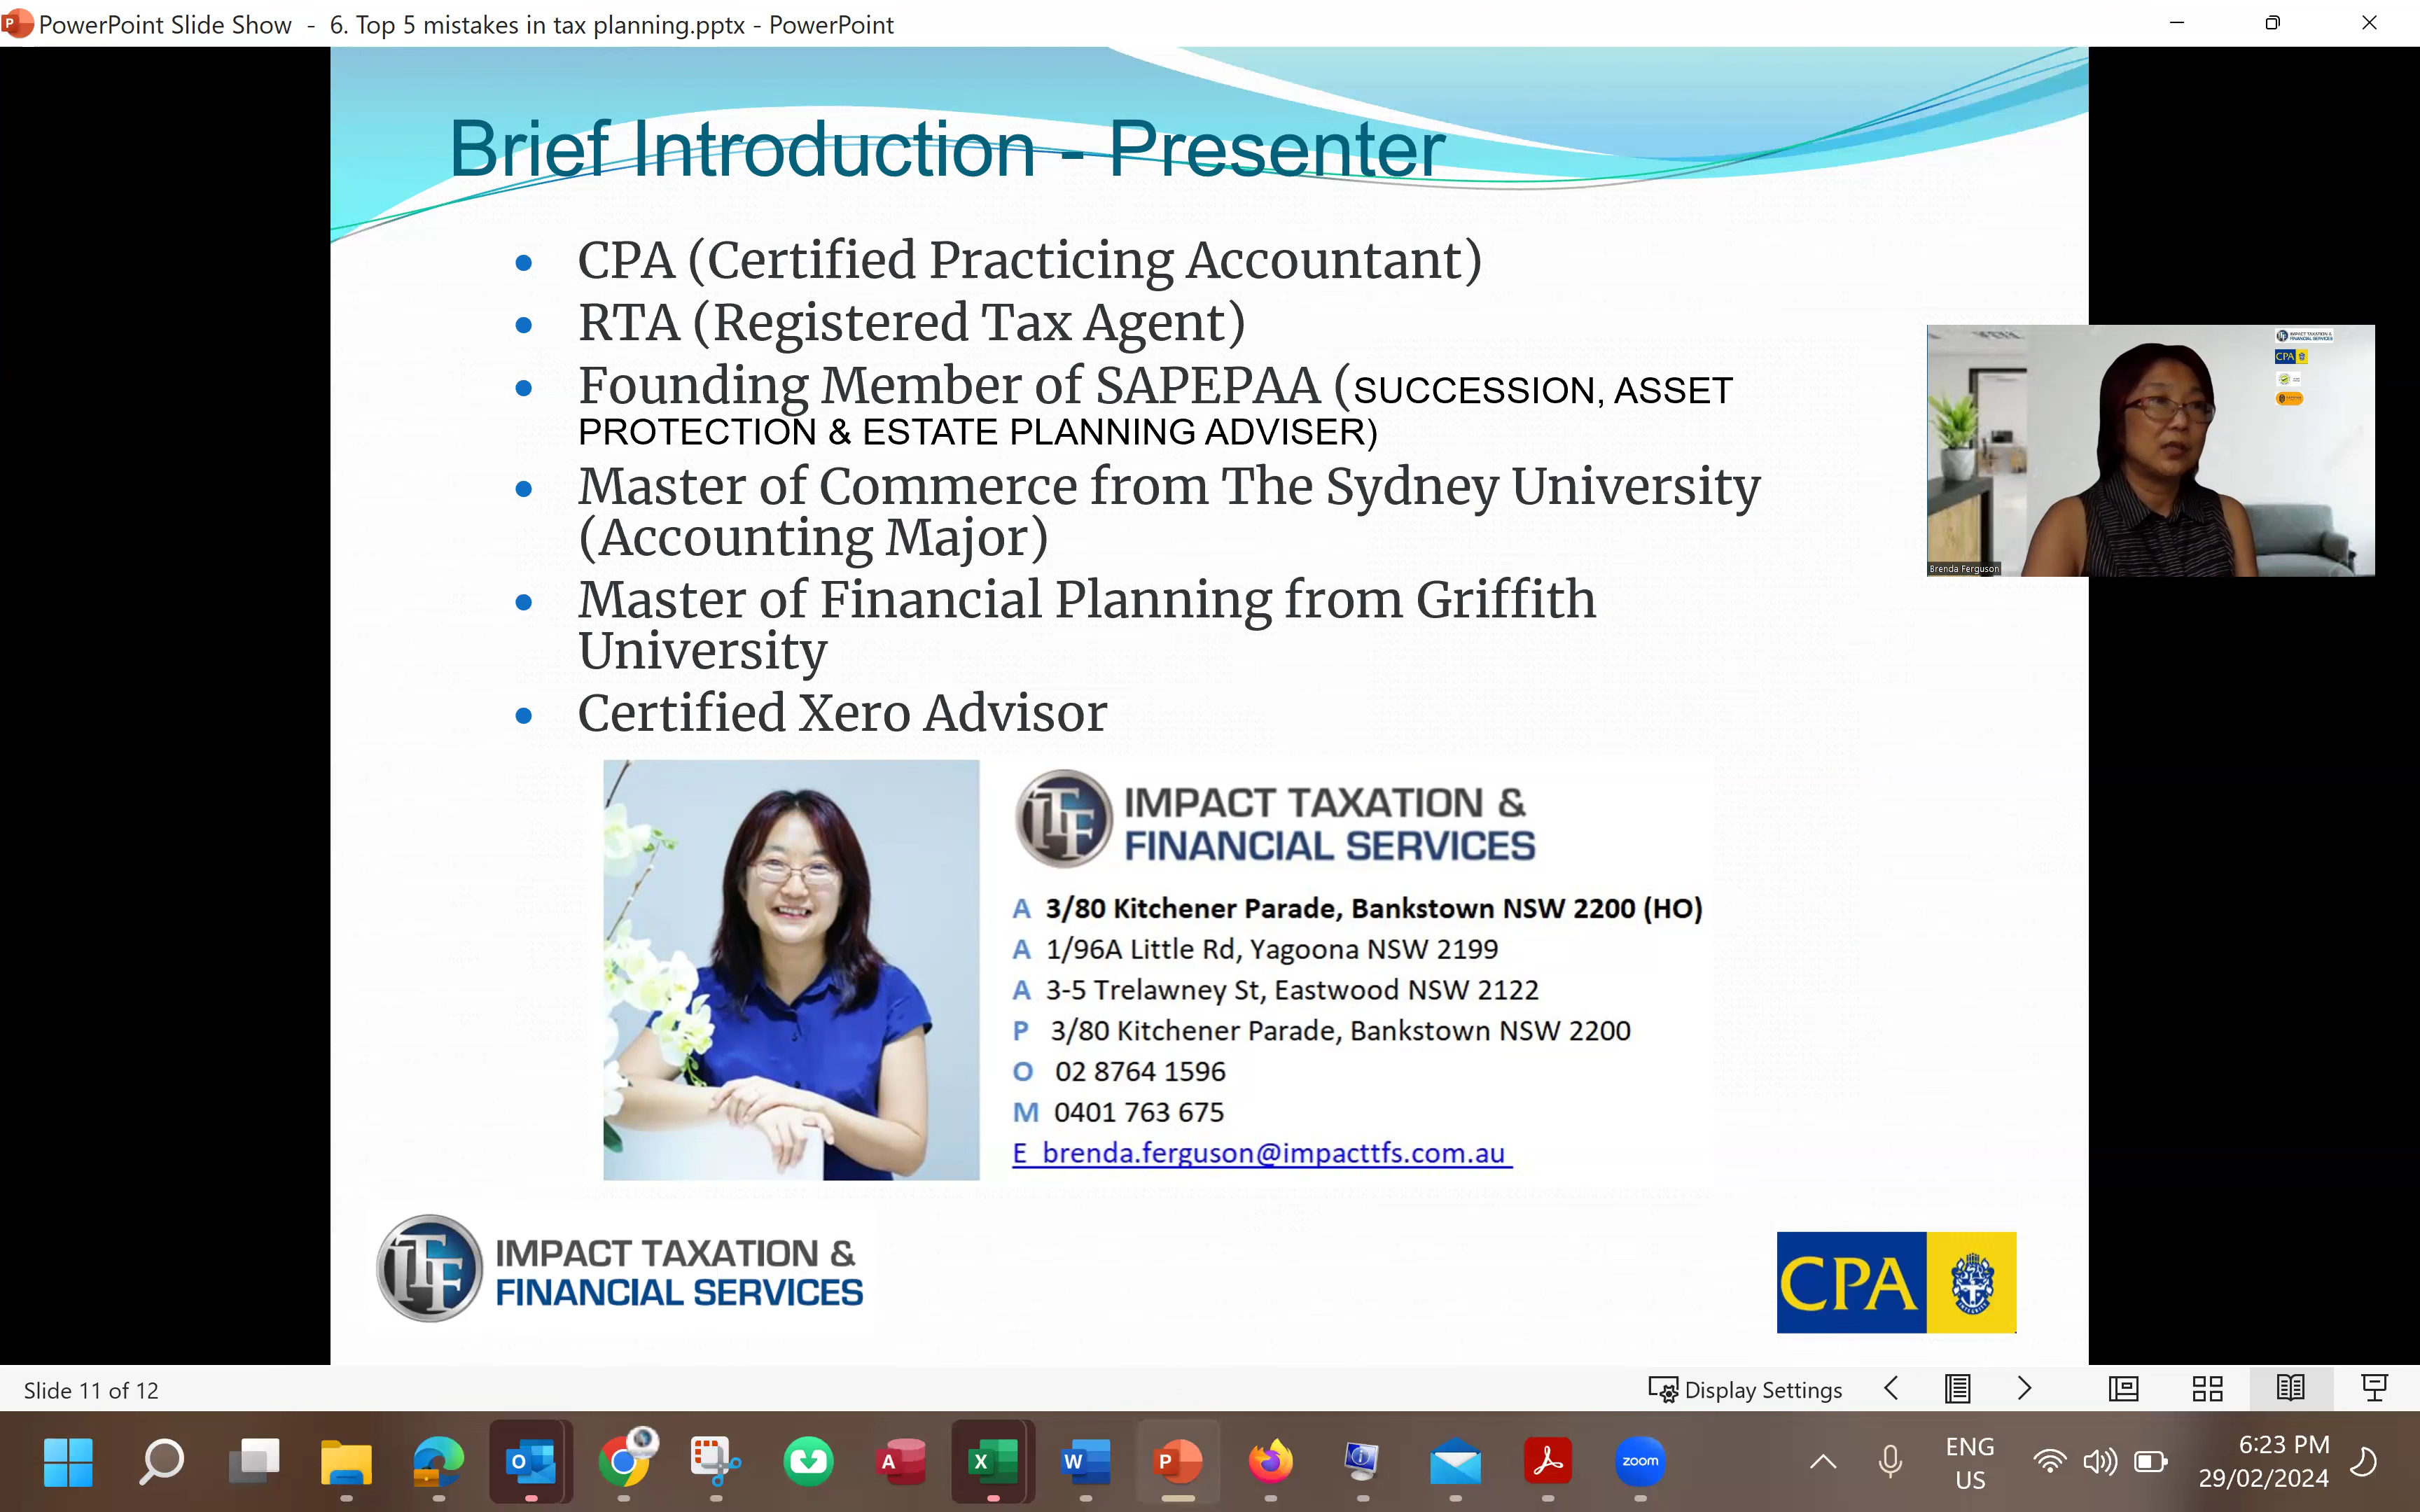 PowerPoint Slide Show - 6. Top 5 mistakes in tax planning.pptx - PowerPoint
Brief Introduction - Presenter
• CPA (Certified Practicing Accountant)
• RTA (Registered Tax Agent)
• Founding Member of SAPEPAA (SUCCESSION, ASSET
PROTECTION & ESTATE PLANNING ADVISER)
• Master of Commerce from The Sydney University
(Accounting Major)
• Master of Financial Planning from Griffith
University
• Certified Xero Advisor
IMPACT TAXATION &
FINANCIAL SERVICES
CPA
Brenda Ferguson
IMPACT TAXATION &
FINANCIAL SERVICES
A 3/80 Kitchener Parade, Bankstown NSW 2200 (HO)
A 1/96A Little Rd, Yagoona NSW 2199
A 3-5 Trelawney St, Eastwood NSW 2122
P 3/80 Kitchener Parade, Bankstown NSW 2200
O 02 8764 1596
M 0401 763 675
E brenda.ferguson@impacttfs.com.au
IMPACT TAXATION &
FINANCIAL SERVICES
CPA
Slide 11 of 12
Display Settings
zoom
ENG
US
6:23 PM
29/02/2024